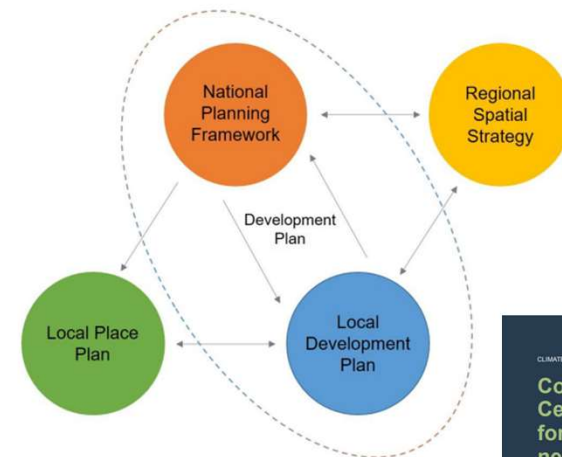 National
Planning
Framework
Regional
Spatial
Strategy
Development
Plan
Local Place
Plan
Local
Development
Plan